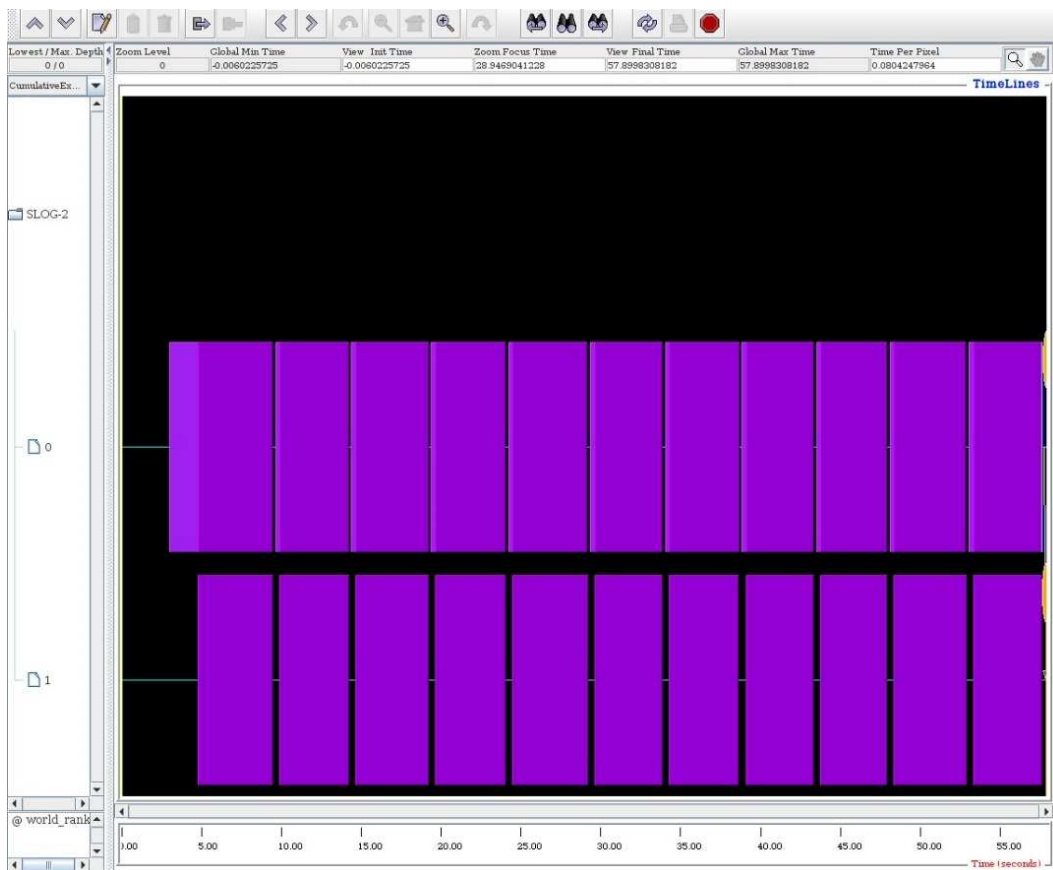 Lowest / Max. Depth Zoom Level Global Min Time View Init Time Zoom Focus Time View Final Time Global Max Time Time Per Pixel
0 / 0 0 -0.0060225725 -0.0060225725 28.9469041228 57.8998308182 57.8998308182 0.0804247964
CumulativeEx...
TimeLines
SLOG-2
0
1
@ world_rank
0.00 5.00 10.00 15.00 20.00 25.00 30.00 35.00 40.00 45.00 50.00 55.00
Time (seconds)